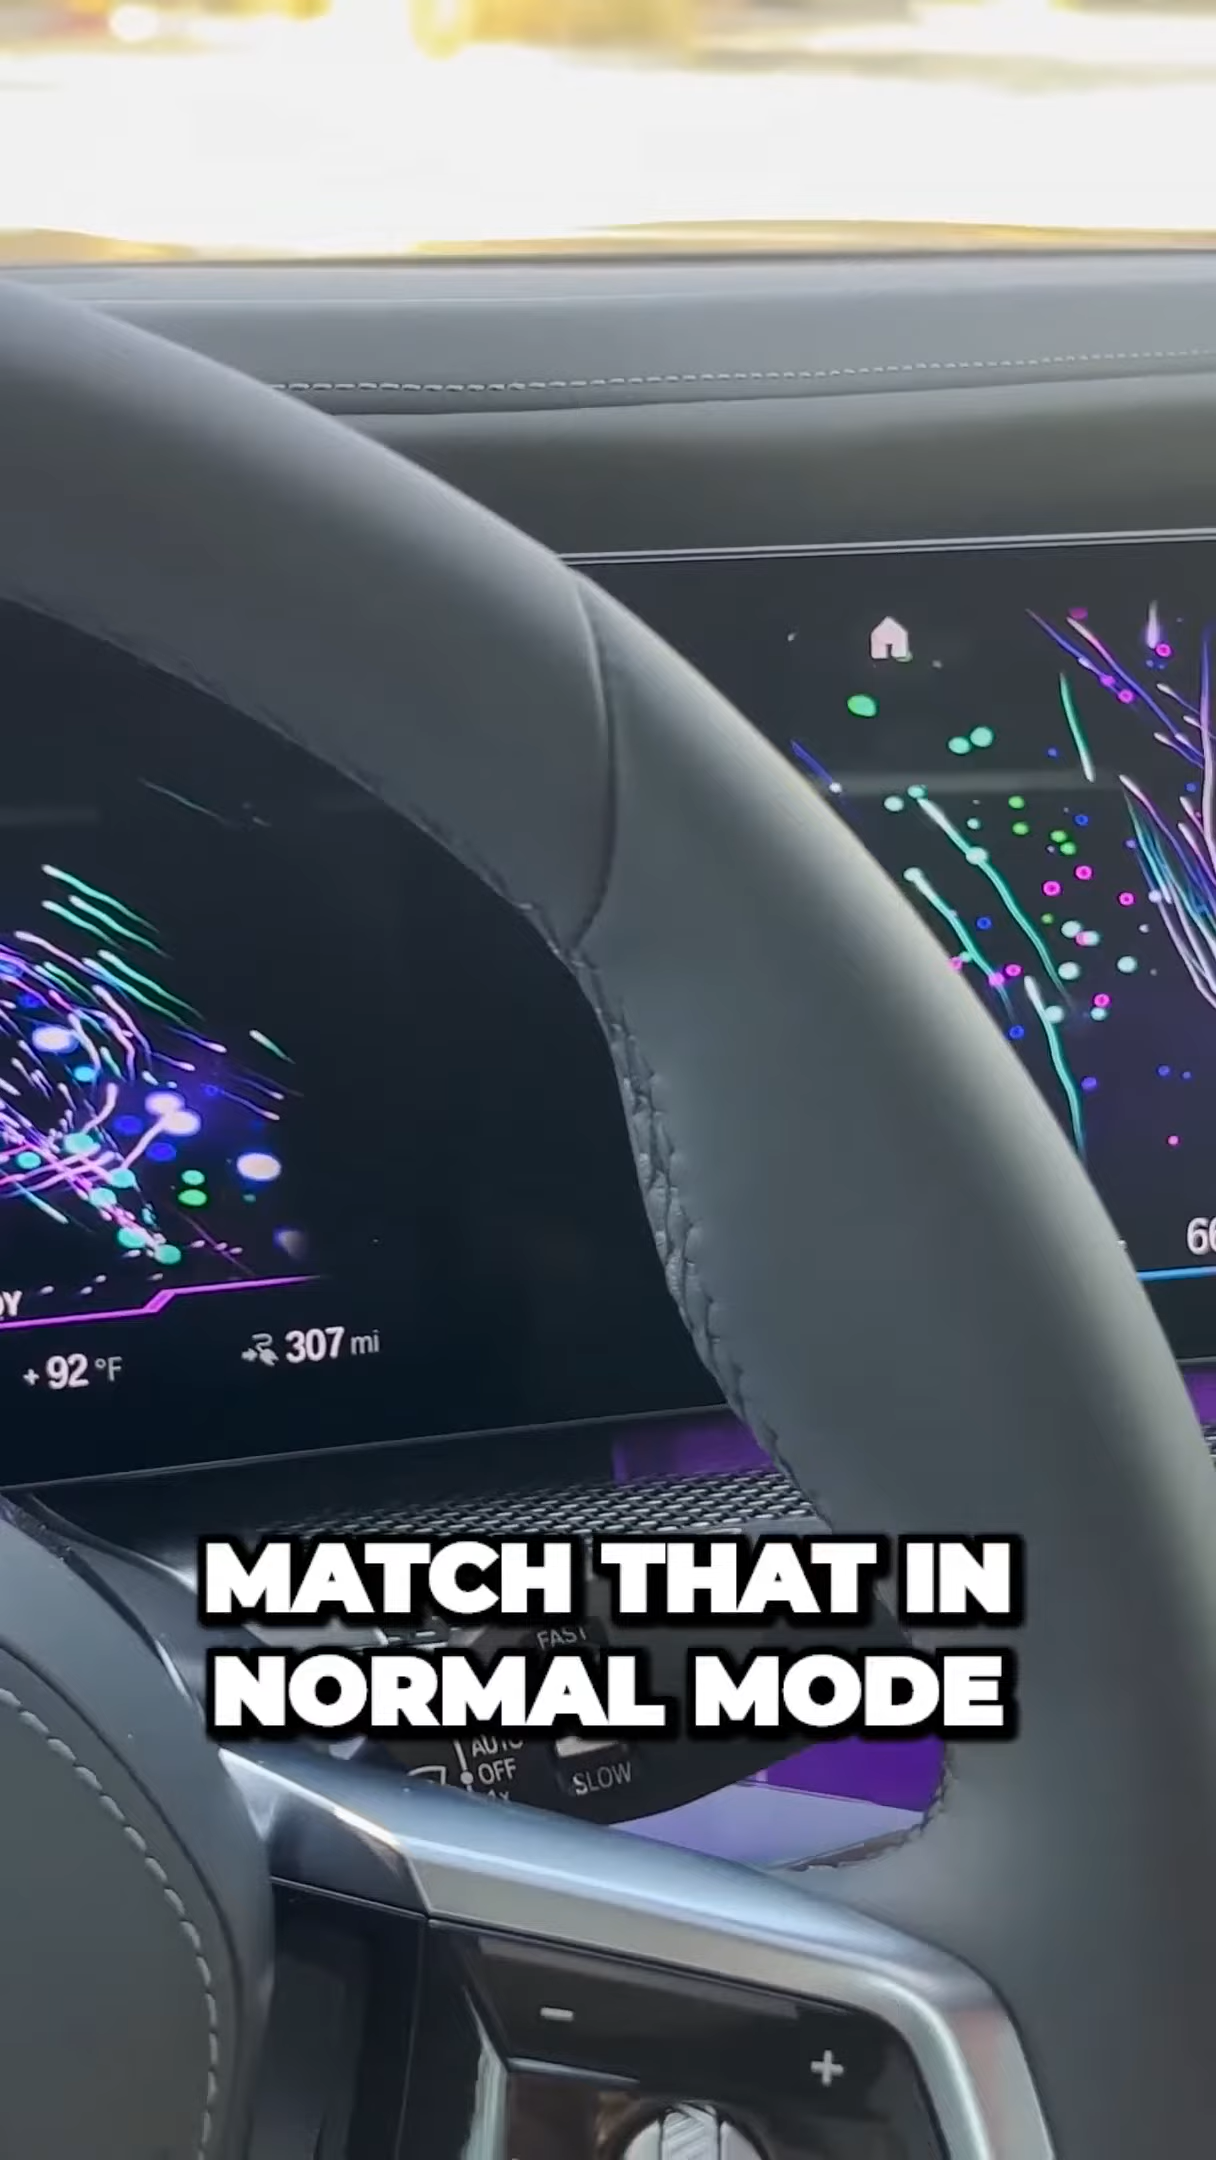 +92 °F
307 mi
MATCH THAT IN
NORMAL MODE
FAST
AUTO
OFF
SLOW
-
+